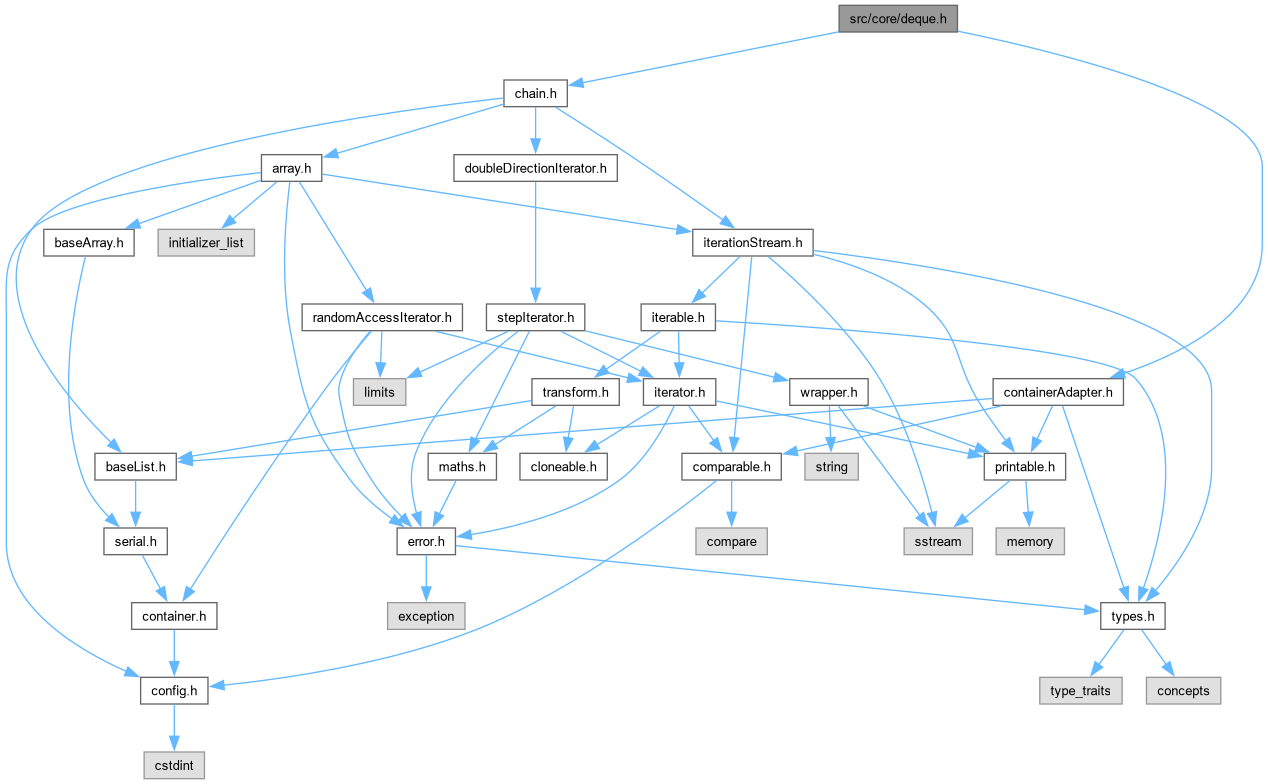 src/core/deque.h
chain.h
array.h
doubleDirectionIterator.h
baseArray.h
initializer_list
iterationStream.h
randomAccessIterator.h
stepIterator.h
iterable.h
limits
transform.h
iterator.h
wrapper.h
containerAdapter.h
baseList.h
maths.h
cloneable.h
comparable.h
string
printable.h
serial.h
error.h
compare
sstream
memory
container.h
exception
types.h
config.h
type_traits
concepts
cstdint